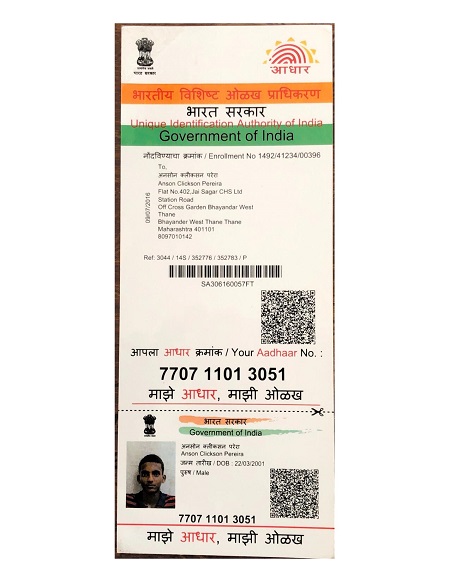 भारत सरकार
आधार
भारतीय विशिष्ट ओळख प्राधिकरण
भारत सरकार
Unique Identification Authority of India
Government of India
नोंदविण्याचा क्रमांक / Enrollment No 1492/41234/00396
To,
अनसोन क्लीकसन परेरा
Anson Clickson Pereira
Flat No.402,Jai Sagar CHS Ltd
Station Road
Off Cross Garden Bhayandar West
Thane
Bhayander West Thane Thane
Maharashtra 401101
8097010142
09/07/2016
Ref: 3044 / 14S / 352776 / 352783 / P
SA306160057FT
आपला आधार क्रमांक / Your Aadhaar No. :
7707 1101 3051
माझे आधार, माझी ओळख
भारत सरकार
Government of India
अनसोन क्लीकसन परेरा
Anson Clickson Pereira
जन्म तारीख / DOB : 22/03/2001
पुरुष / Male
7707 1101 3051
माझे आधार, माझी ओळख